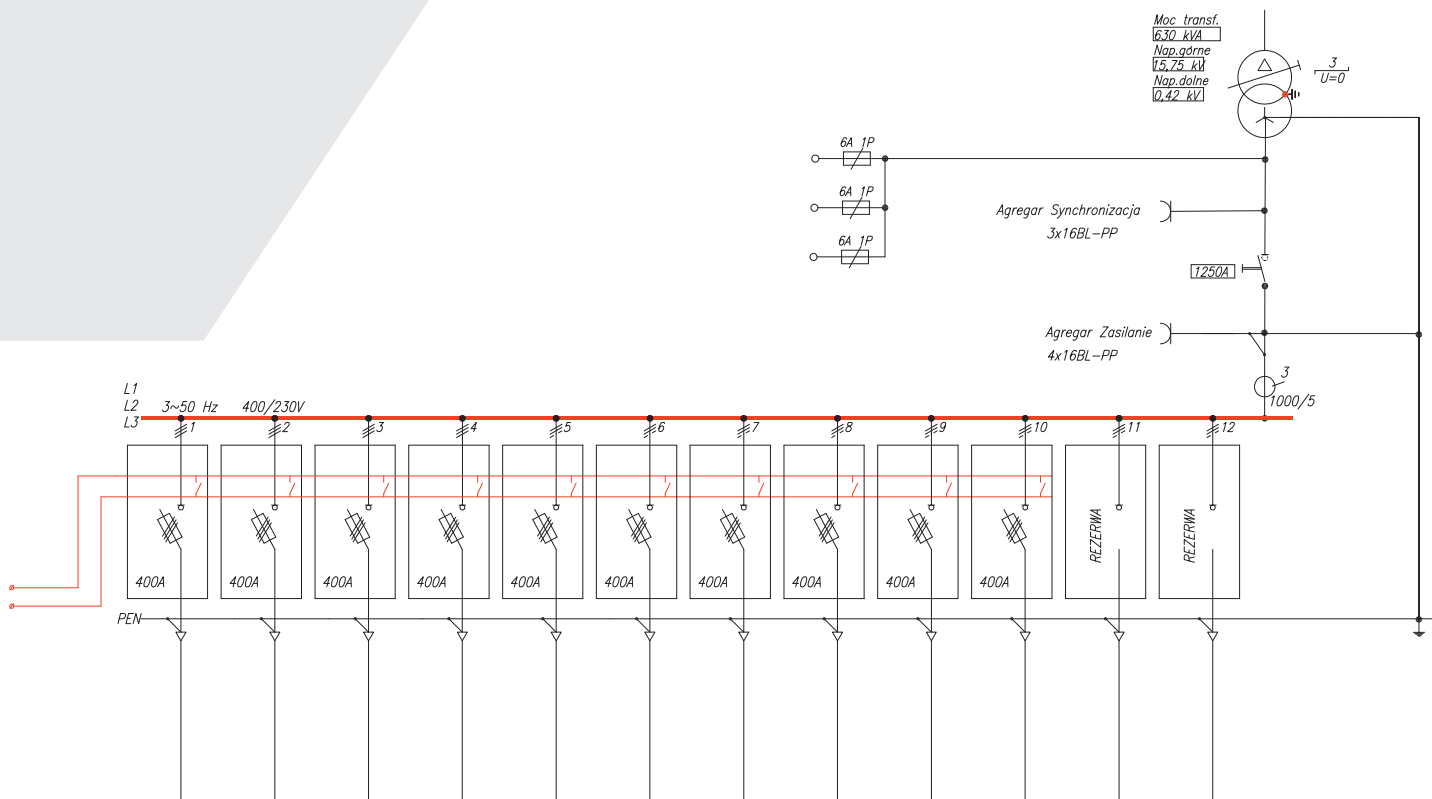 Moc transf.
630 kVA
Nap.górne
15,75 kV
Nap.dolne
0,42 kV
3
U=0
6A 1P
6A 1P
6A 1P
Agregar Synchronizacja
3x16BL-PP
1250A
Agregar Zasilanie
4x16BL-PP
3
1000/5
L1
L2 3~50 Hz 400/230V
L3
1 2 3 4 5 6 7 8 9 10 11 12
REZERWA
REZERWA
400A 400A 400A 400A 400A 400A 400A 400A 400A 400A
PEN